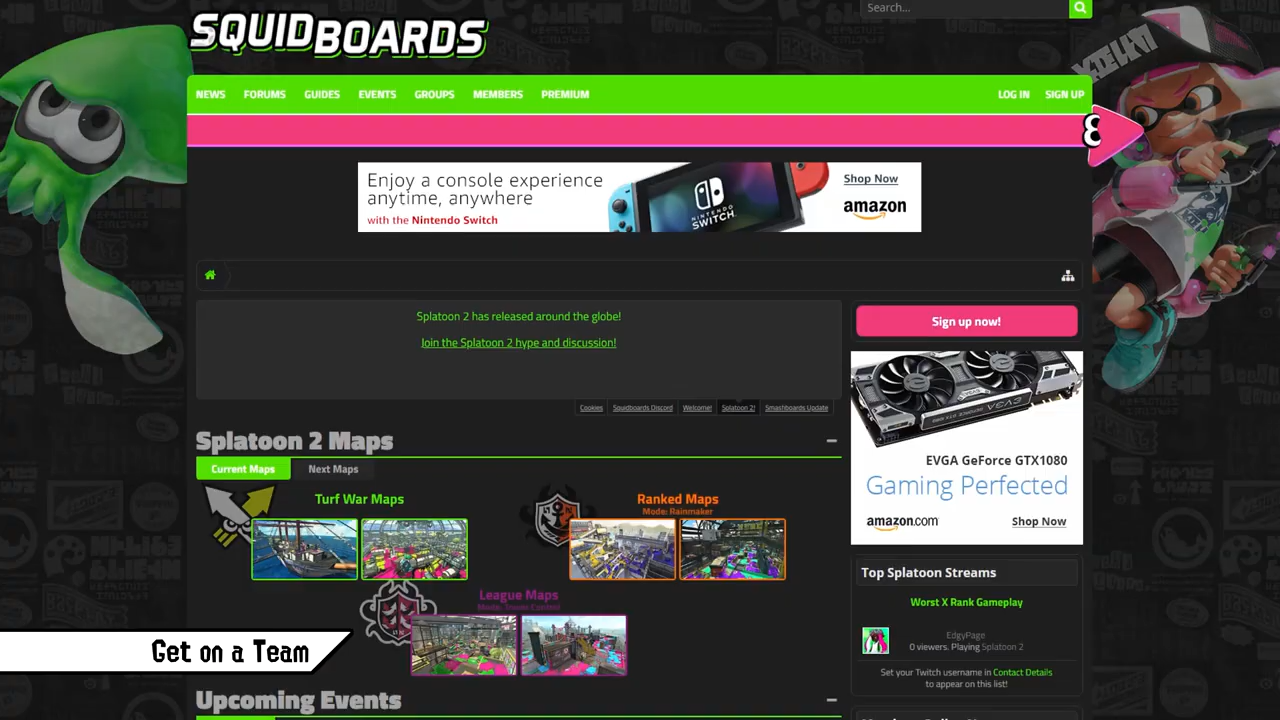 SQUIDBOARDS
Search...
NEWS FORUMS GUIDES EVENTS GROUPS MEMBERS PREMIUM LOG IN SIGN UP
Enjoy a console experience
anytime, anywhere
with the Nintendo Switch
NINTENDO
SWITCH
Shop Now
amazon
Splatoon 2 has released around the globe!
Join the Splatoon 2 hype and discussion!
Cookies Squidboards Discord Welcome! Splatoon 2! Smashboards Update
Sign up now!
EVGA
EVGA GeForce GTX1080
Gaming Perfected
amazon.com Shop Now
Splatoon 2 Maps
Current Maps Next Maps
Turf War Maps
Ranked Maps
Mode: Rainmaker
League Maps
Mode: Tower Control
Top Splatoon Streams
Worst X Rank Gameplay
EdgyPage
0 viewers. Playing Splatoon 2
Set your Twitch username in Contact Details
to appear on this list!
Get on a Team
Upcoming Events